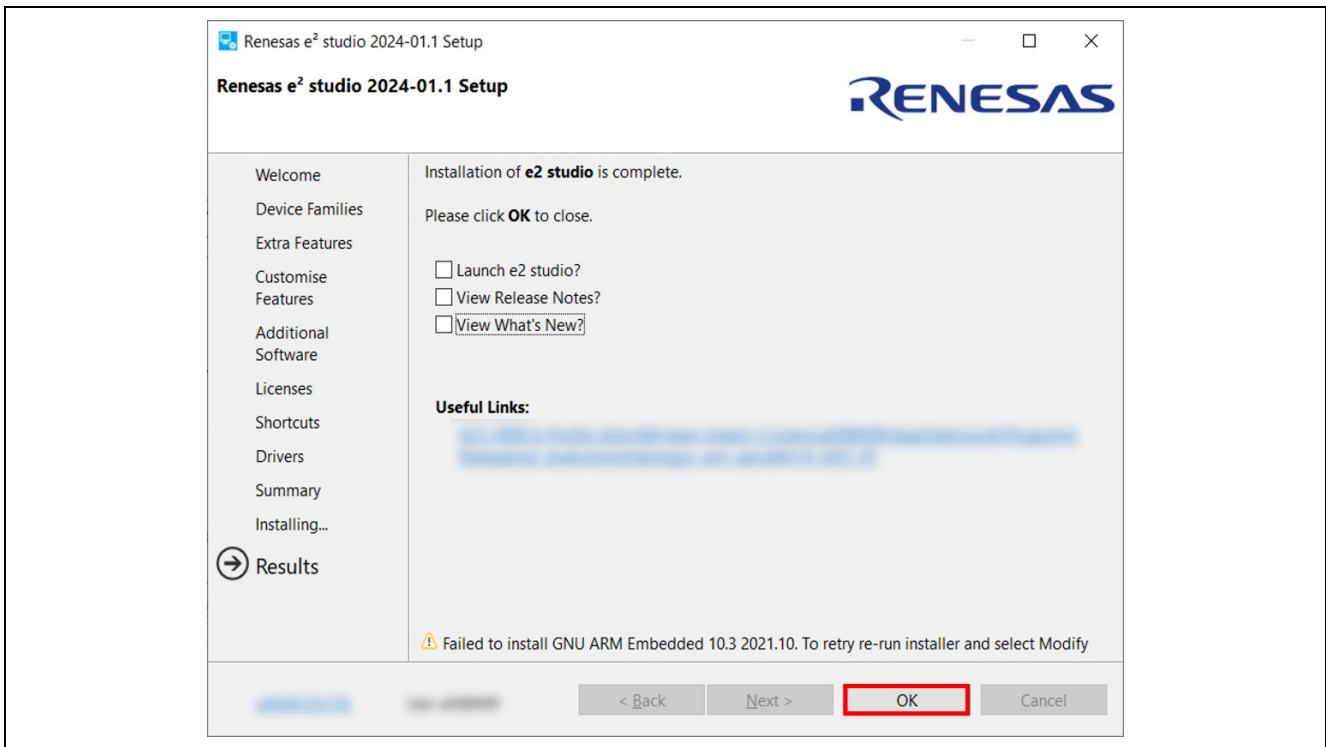 Renesas e² studio 2024-01.1 Setup
Renesas e² studio 2024-01.1 Setup
RENESAS
Welcome
Device Families
Extra Features
Customise
Features
Additional
Software
Licenses
Shortcuts
Drivers
Summary
Installing...
Results
Installation of e2 studio is complete.
Please click OK to close.
Launch e2 studio?
View Release Notes?
View What's New?
Useful Links:
Failed to install GNU ARM Embedded 10.3 2021.10. To retry re-run installer and select Modify
< Back
Next >
OK
Cancel